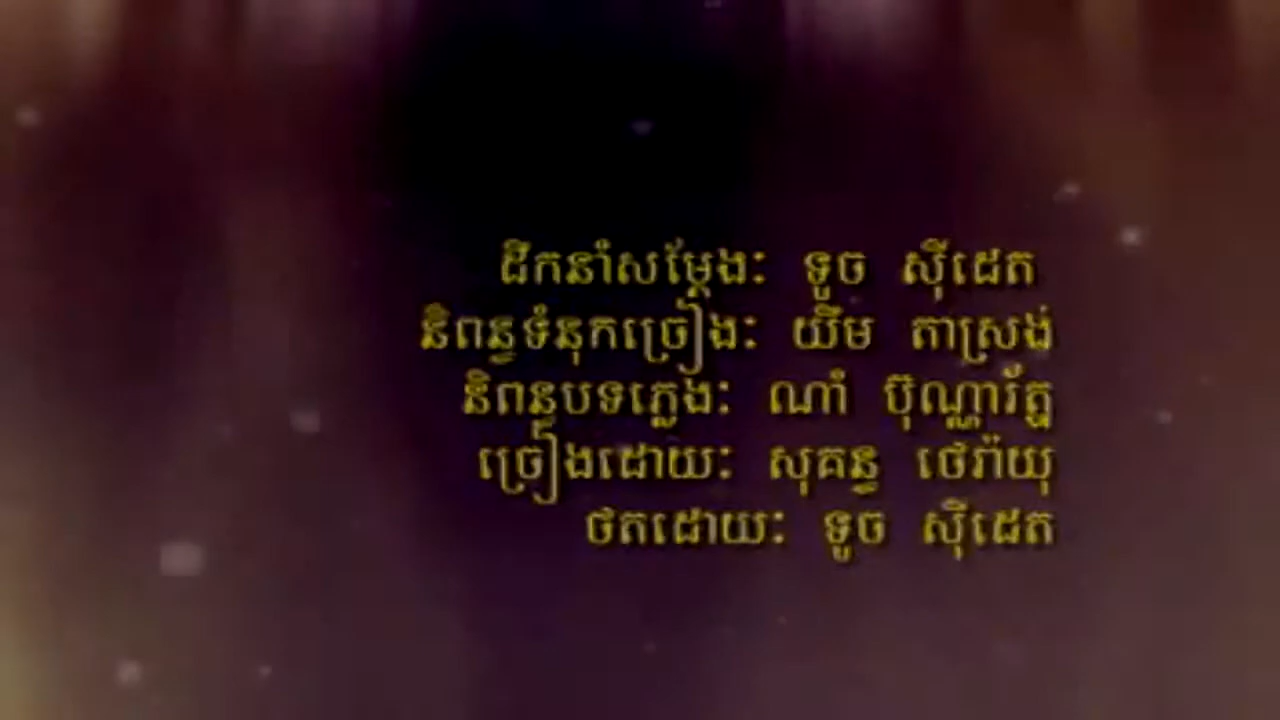 ដឹកនាំសម្តែងៈ ទូច ស៊ីដេត
និពន្ធទំនុកច្រៀងៈ យឹម តាស្រង់
និពន្ធបទភ្លេងៈ ណាំ ប៊ុណ្ណារ័ត្ន
ច្រៀងដោយៈ សុគន្ធ ថេរ៉ាយុ
ថតដោយៈ ទូច ស៊ីដេត